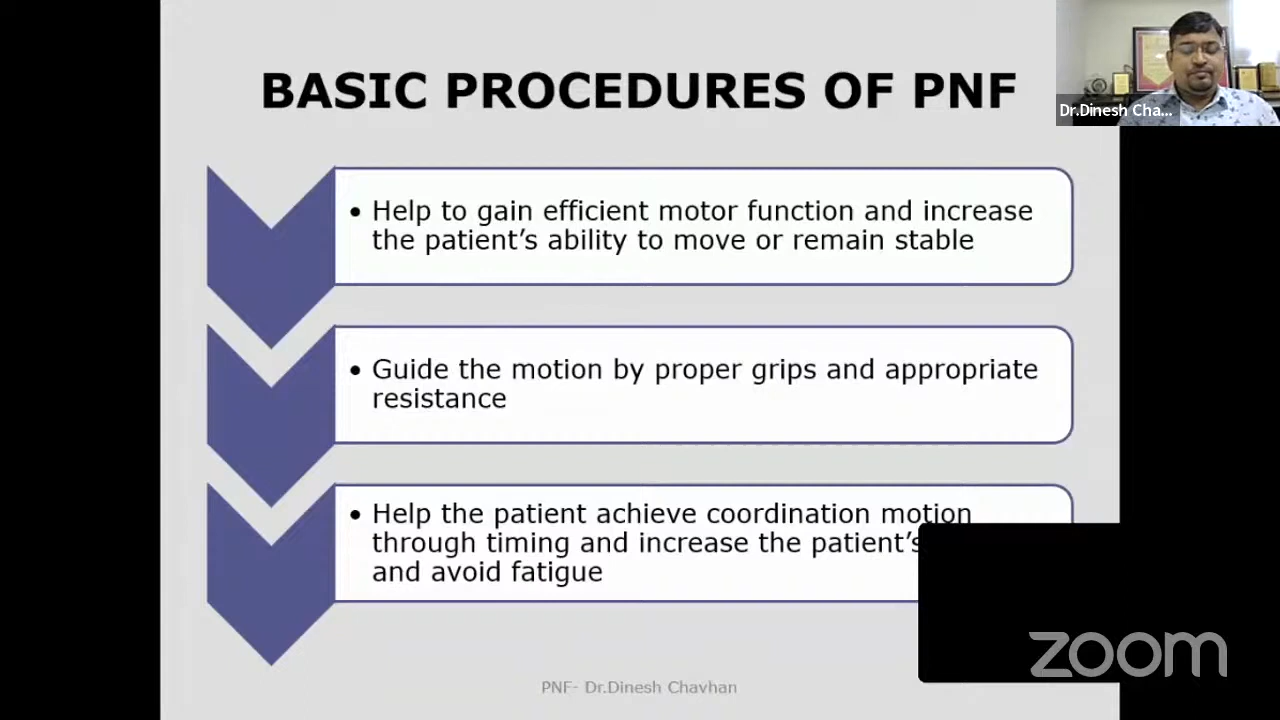 BASIC PROCEDURES OF PNF
Dr.Dinesh Cha...
• Help to gain efficient motor function and increase
the patient’s ability to move or remain stable
• Guide the motion by proper grips and appropriate
resistance
• Help the patient achieve coordination motion
through timing and increase the patient’s
and avoid fatigue
zoom
PNF- Dr.Dinesh Chavhan